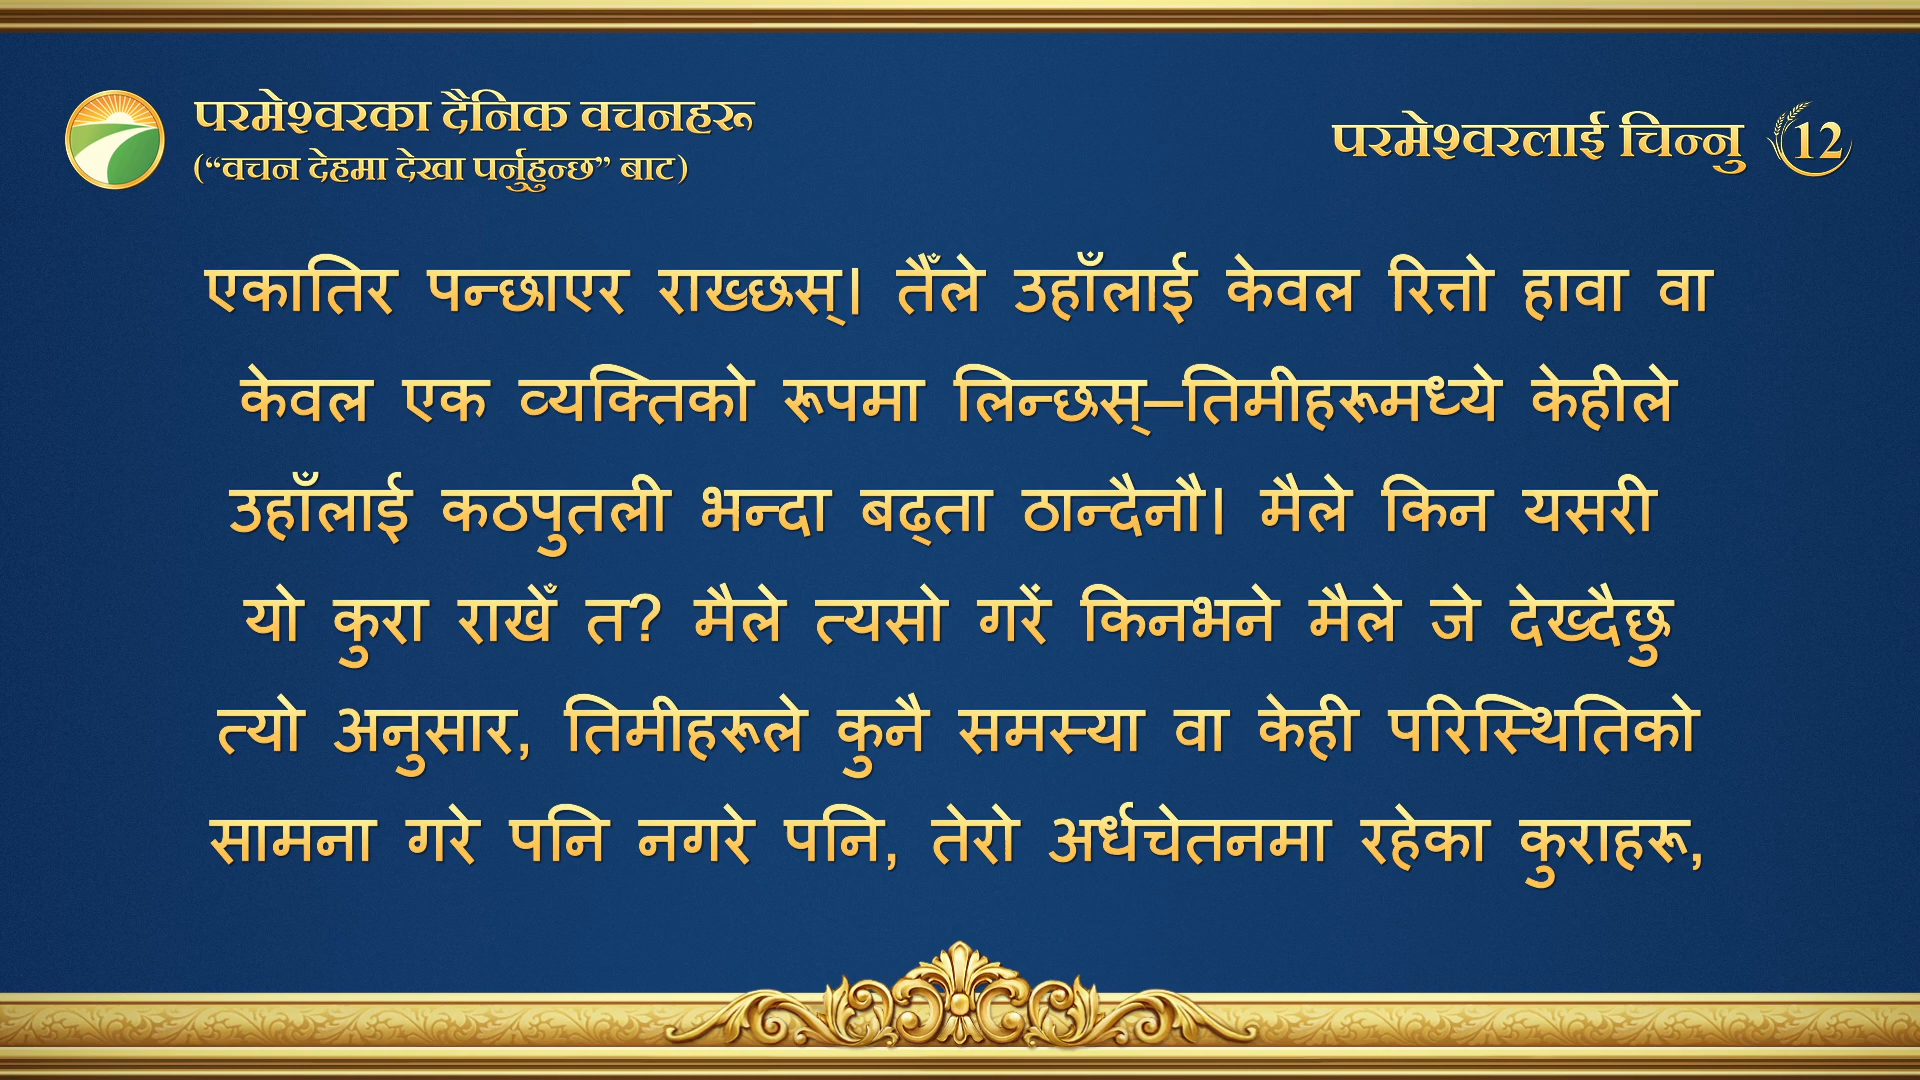 परमेश्वरका दैनिक वचनहरू
(“वचन देहमा देखा पर्नुहुन्छ” बाट)
परमेश्वरलाई चिन्नु 12
एकातिर पन्छाएर राख्छस्। तैँले उहाँलाई केवल रित्तो हावा वा
केवल एक व्यक्तिको रूपमा लिन्छस्–तिमीहरूमध्ये केहीले
उहाँलाई कठपुतली भन्दा बढ्ता ठान्दैनौ। मैले किन यसरी
यो कुरा राखेँ त? मैले त्यसो गरें किनभने मैले जे देख्दैछु
त्यो अनुसार, तिमीहरूले कुनै समस्या वा केही परिस्थितिको
सामना गरे पनि नगरे पनि, तेरो अर्धचेतनमा रहेका कुराहरू,